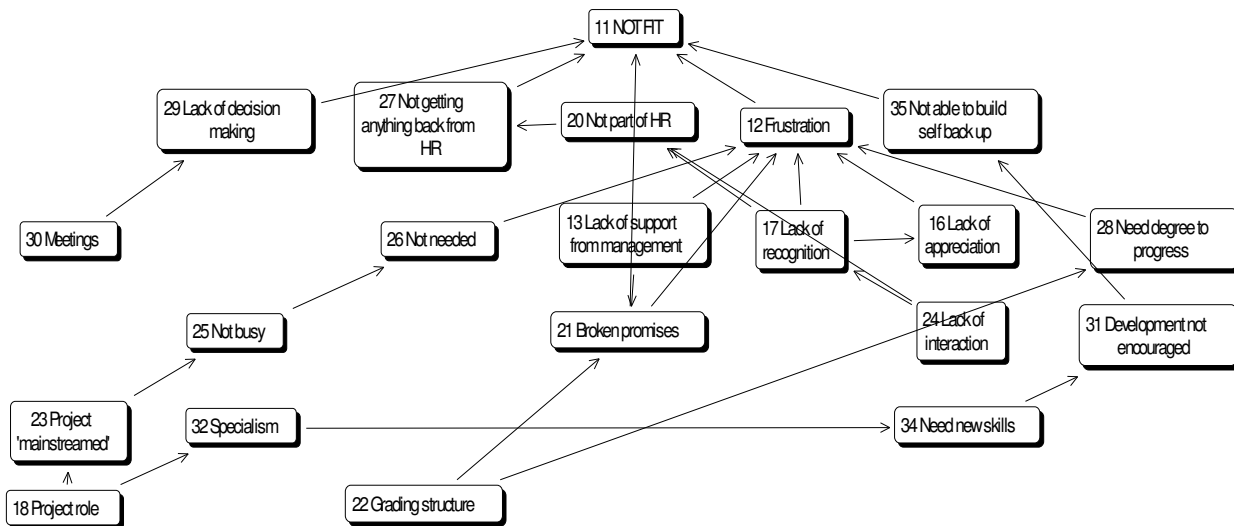 11 NOT FIT
29 Lack of decision
making
27 Not getting
anything back from
HR
20 Not part of HR
12 Frustration
35 Not able to build
self back up
30 Meetings
26 Not needed
13 Lack of support
from management
17 Lack of
recognition
16 Lack of
appreciation
28 Need degree to
progress
25 Not busy
21 Broken promises
24 Lack of
interaction
31 Development not
encouraged
23 Project
'mainstreamed'
32 Specialism
34 Need new skills
18 Project role
22 Grading structure